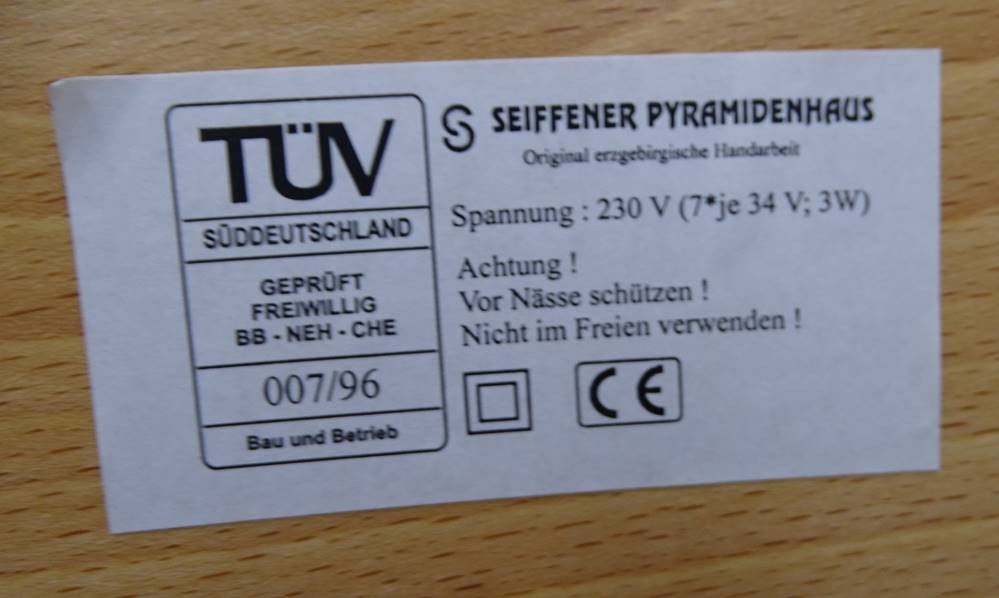 TÜV
SÜDDEUTSCHLAND
GEPRÜFT
FREIWILLIG
BB - NEH - CHE
007/96
Bau und Betrieb
S SEIFFENER PYRAMIDENHAUS
Original erzgebirgische Handarbeit
Spannung : 230 V (7*je 34 V; 3W)
Achtung !
Vor Nässe schützen !
Nicht im Freien verwenden !
CE